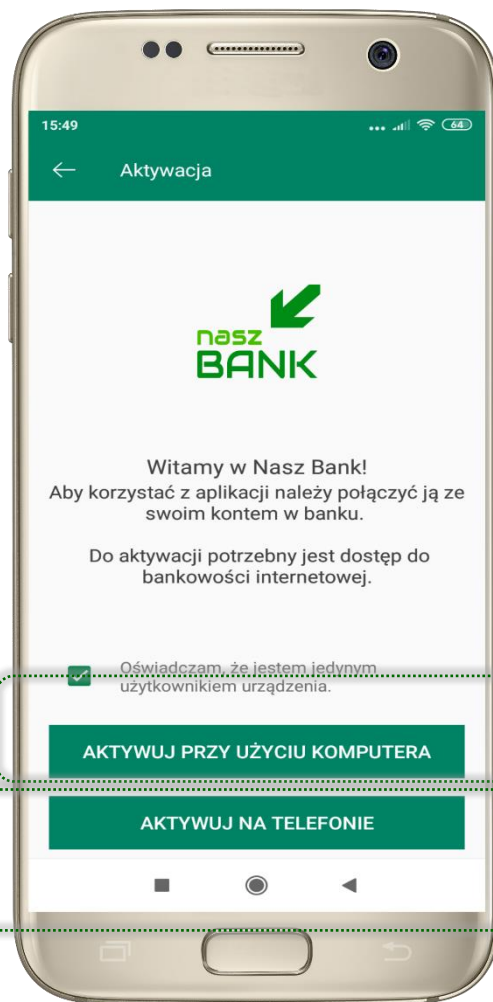 15:49
64
Aktywacja
nasz
BANK
Witamy w Nasz Bank!
Aby korzystać z aplikacji należy połączyć ją ze
swoim kontem w banku.
Do aktywacji potrzebny jest dostęp do
bankowości internetowej.
Oświadczam, że jestem jedynym
użytkownikiem urządzenia.
AKTYWUJ PRZY UŻYCIU KOMPUTERA
AKTYWUJ NA TELEFONIE